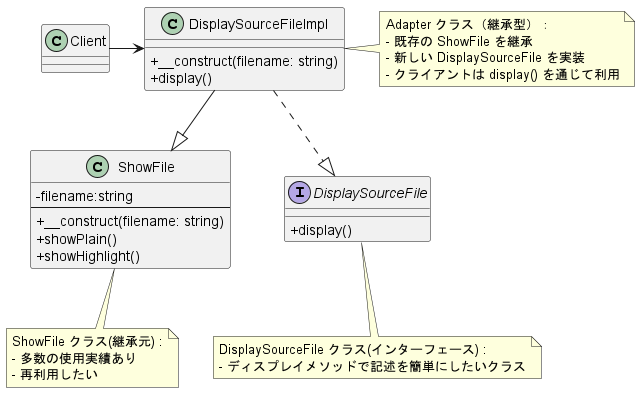 C Client
C DisplaySourceFileImpl
+__construct(filename: string)
+display()
Adapter クラス（継承型）：
- 既存の ShowFile を継承
- 新しい DisplaySourceFile を実装
- クライアントは display() を通じて利用
C ShowFile
-filename:string
+__construct(filename: string)
+showPlain()
+showHighlight()
I DisplaySourceFile
+display()
ShowFile クラス(継承元)：
- 多数の使用実績あり
- 再利用したい
DisplaySourceFile クラス(インターフェース)：
- ディスプレイメソッドで記述を簡単にしたいクラス